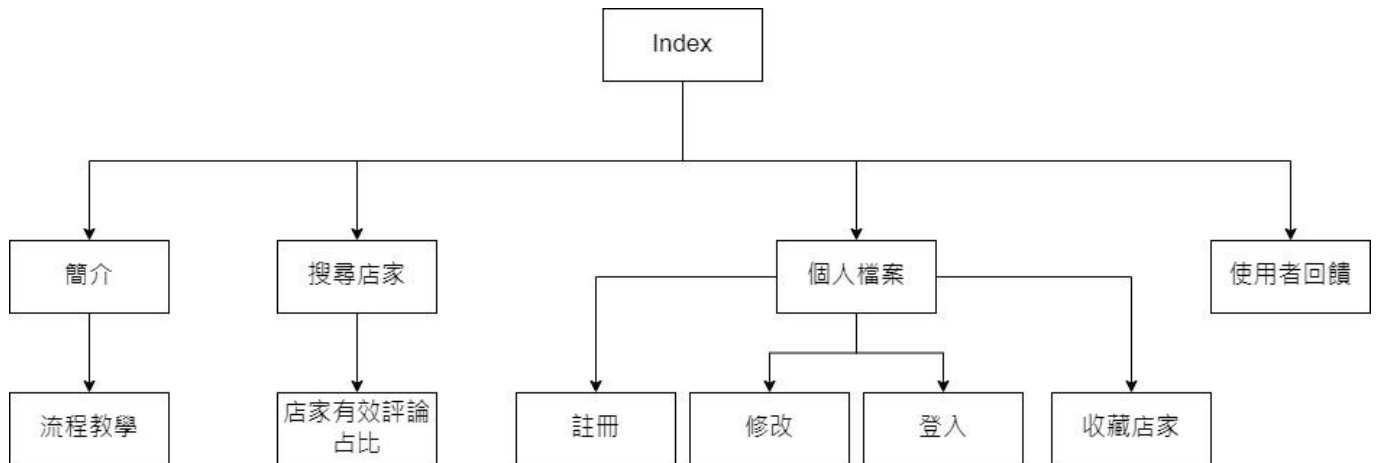 Index
簡介
搜尋店家
個人檔案
使用者回饋
流程教學
店家有效評論
占比
註冊
修改
登入
收藏店家